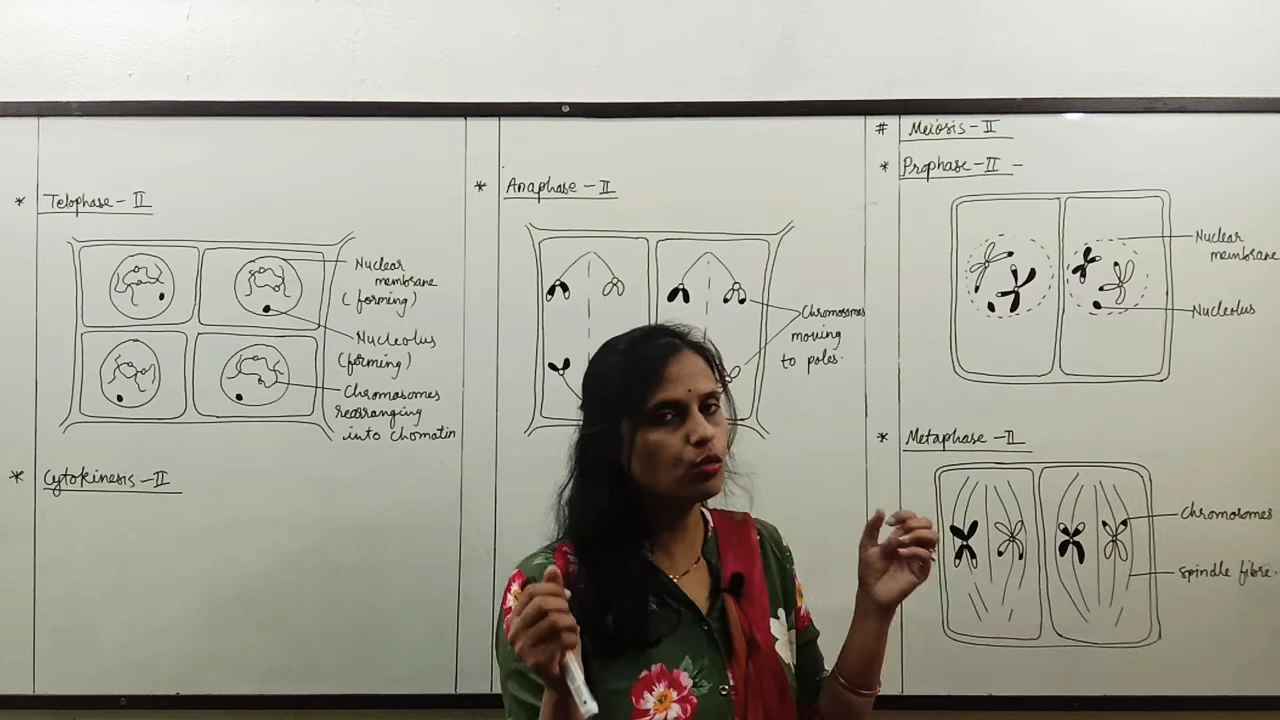 * Telophase - II
Nuclear
membrane
(forming)
Nucleolus
(forming)
Chromosomes
rearranging
into chomatin
* Cytokinesis - II
* Anaphase - II
Chromosomes
moving
to poles.
# Meiosis - II
* Prophase - II -
Nuclear
membrane
Nucleolus
* Metaphase - II
Chromosomes
Spindle fibre.